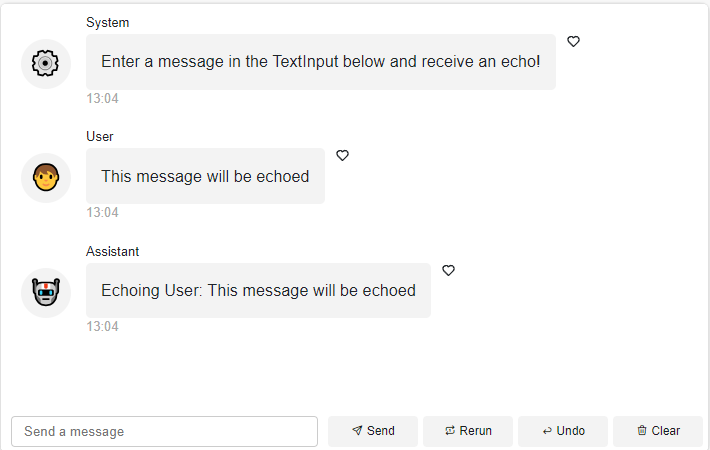 System
Enter a message in the TextInput below and receive an echo!
13:04
User
This message will be echoed
13:04
Assistant
Echoing User: This message will be echoed
13:04
Send a message
Send
Rerun
Undo
Clear